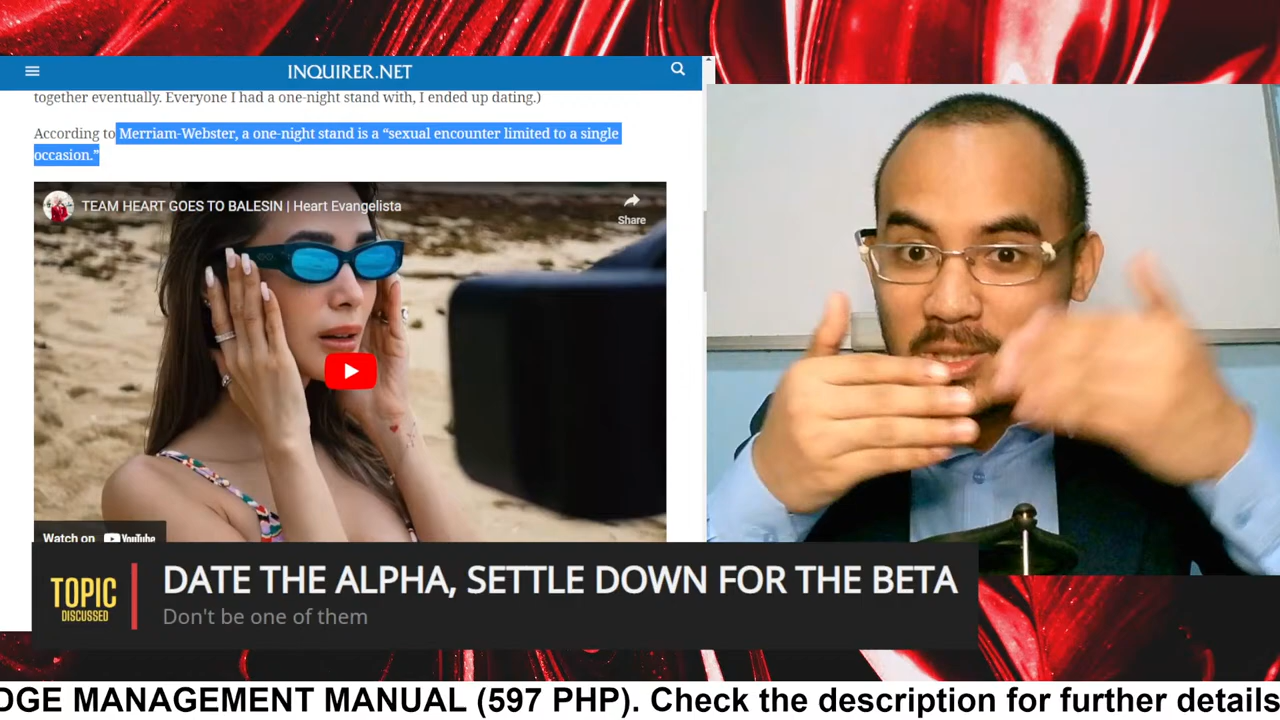 INQUIRER.NET
together eventually. Everyone I had a one-night stand with, I ended up dating.)
According to Merriam-Webster, a one-night stand is a “sexual encounter limited to a single
occasion.”
TEAM HEART GOES TO BALESIN | Heart Evangelista
Share
Watch on YouTube
TOPIC
DISCUSSED
DATE THE ALPHA, SETTLE DOWN FOR THE BETA
Don't be one of them
DGE MANAGEMENT MANUAL (597 PHP). Check the description for further details